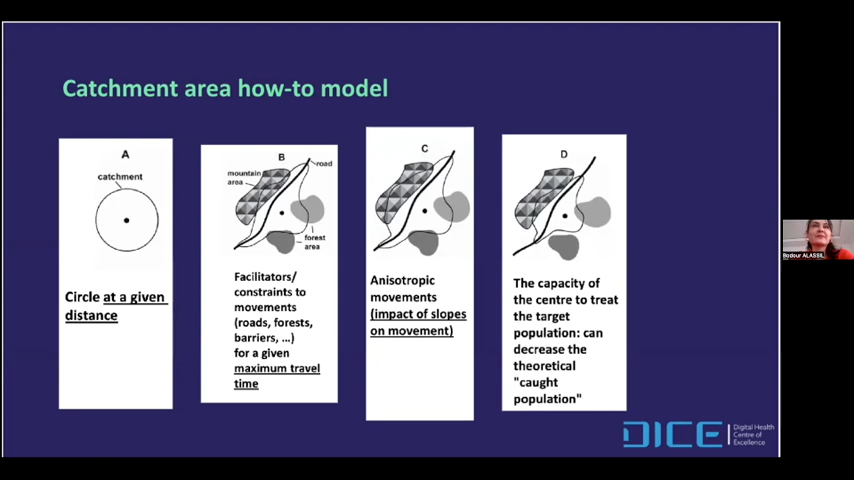 Catchment area how-to model
A
catchment
Circle at a given
distance
B
road
mountain
area
forest
area
Facilitators/
constraints to
movements
(roads, forests,
barriers, ...)
for a given
maximum travel
time
C
Anisotropic
movements
(impact of slopes
on movement)
D
The capacity of
the centre to treat
the target
population: can
decrease the
theoretical
"caught
population"
DICE
Digital Health
Centre of
Excellence
Badour ALASSIL